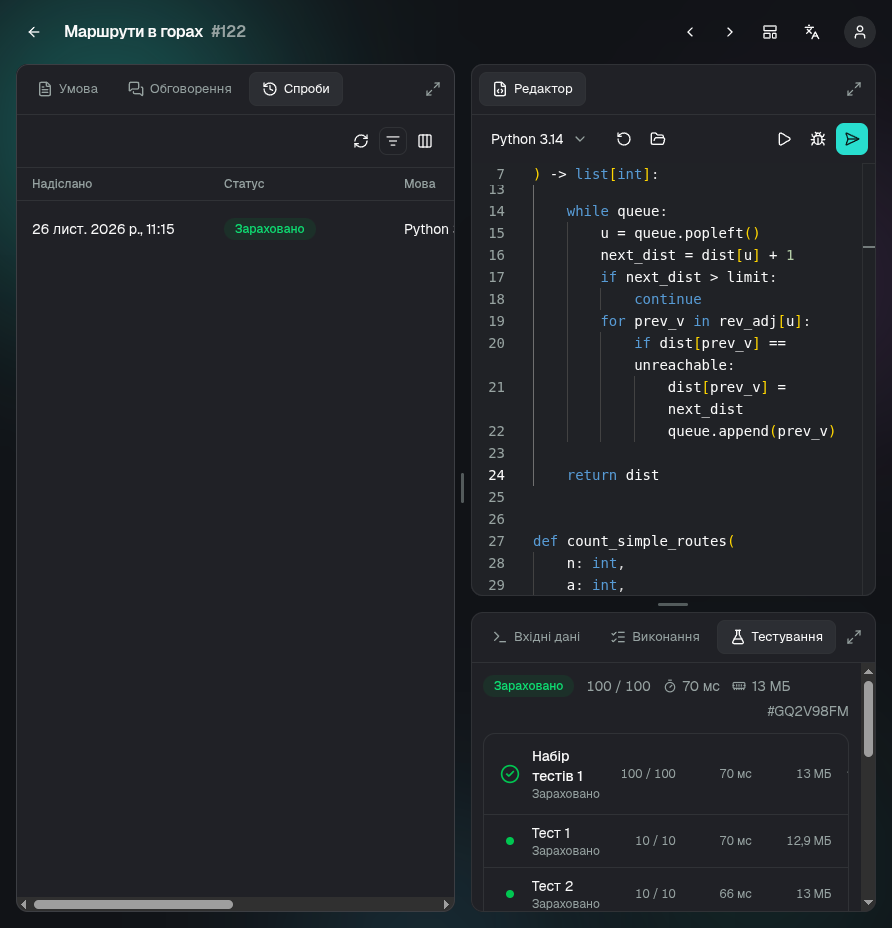 Маршрути в горах #122
Умова
Обговорення
Спроби
Надіслано
Статус
Мова
26 лист. 2026 р., 11:15
Зараховано
Python
Редактор
Python 3.14
7 ) -> list[int]:
13
14 while queue:
15 u = queue.popleft()
16 next_dist = dist[u] + 1
17 if next_dist > limit:
18 continue
19 for prev_v in rev_adj[u]:
20 if dist[prev_v] ==
unreachable:
21 dist[prev_v] =
next_dist
22 queue.append(prev_v)
23
24 return dist
25
26
27 def count_simple_routes(
28 n: int,
29 a: int,
Вхідні дані
Виконання
Тестування
Зараховано 100 / 100 70 мс 13 МБ
#GQ2V98FM
Набір
тестів 1
Зараховано
100 / 100 70 мс 13 МБ
Тест 1
Зараховано
10 / 10 70 мс 12,9 МБ
Тест 2
Зараховано
10 / 10 66 мс 13 МБ